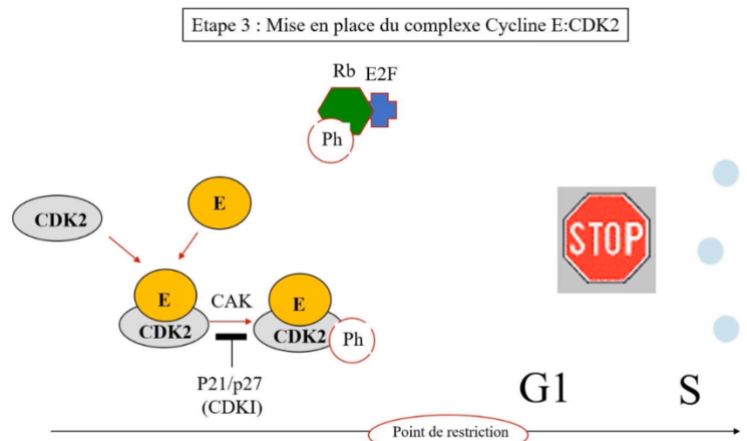 Etape 3 : Mise en place du complexe Cycline E:CDK2
Rb E2F
Ph
E
CDK2
STOP
E
CDK2
CAK
E
CDK2
Ph
P21/p27
(CDKI)
G1
S
Point de restriction